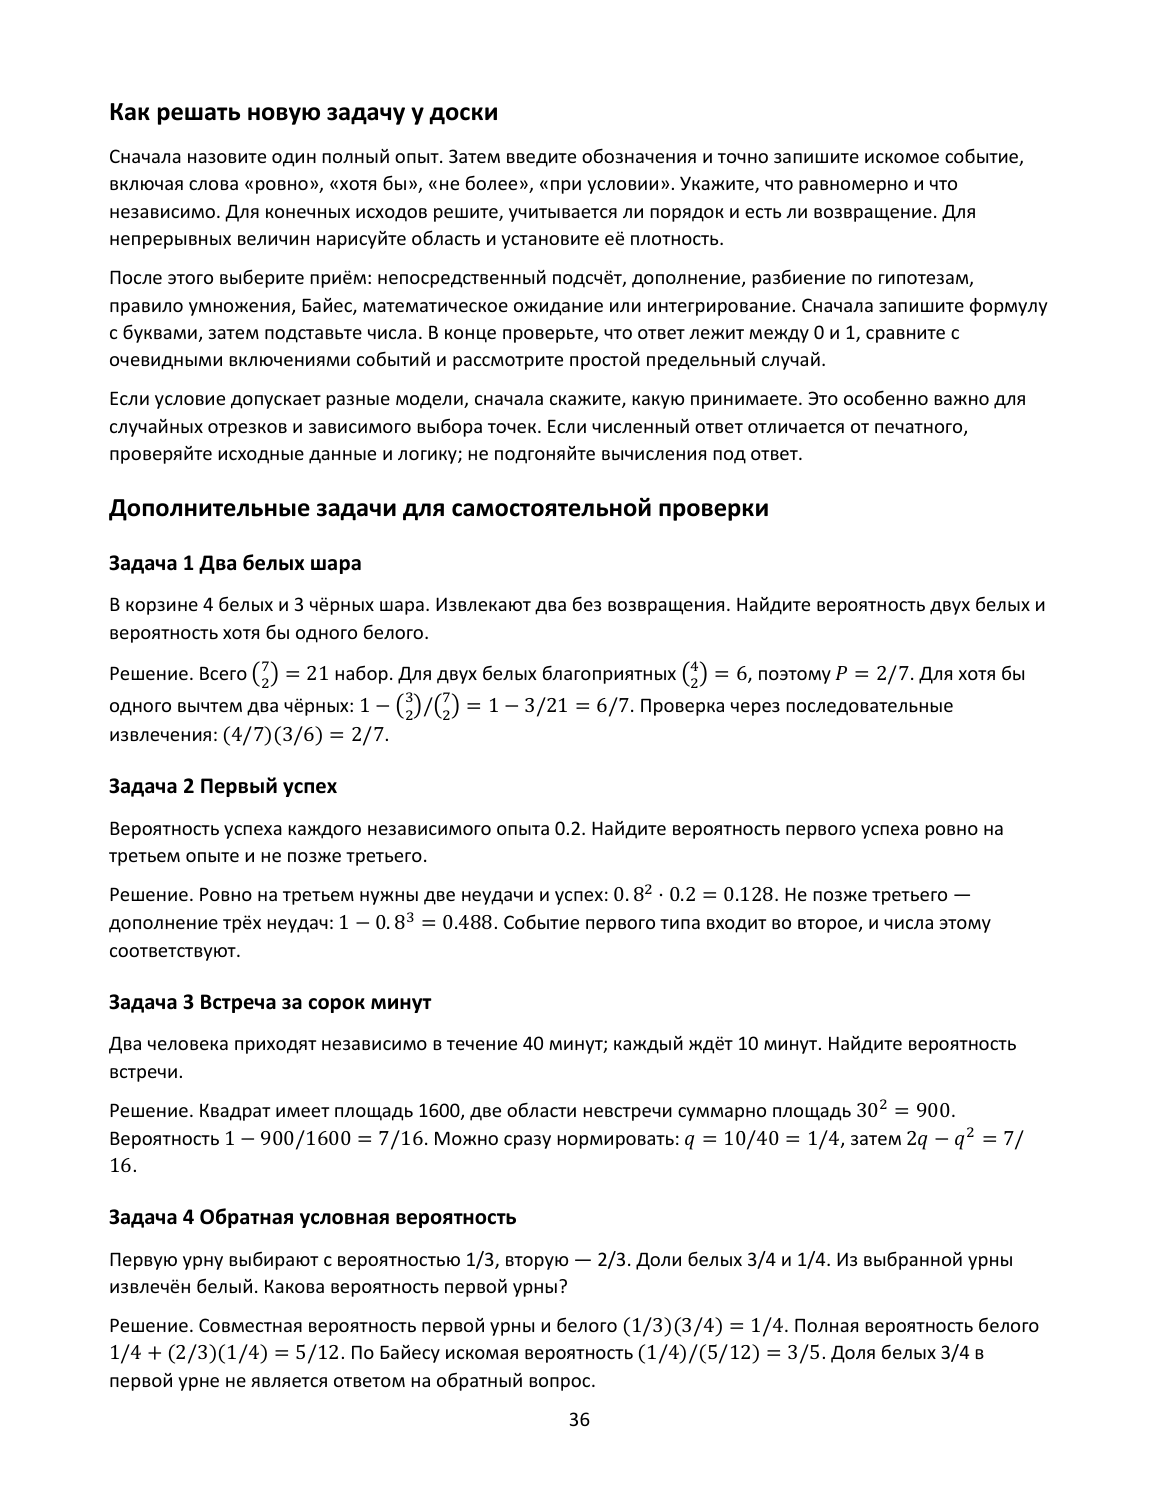 Как решать новую задачу у доски
Сначала назовите один полный опыт. Затем введите обозначения и точно запишите искомое событие,
включая слова «ровно», «хотя бы», «не более», «при условии». Укажите, что равномерно и что
независимо. Для конечных исходов решите, учитывается ли порядок и есть ли возвращение. Для
непрерывных величин нарисуйте область и установите её плотность.
После этого выберите приём: непосредственный подсчёт, дополнение, разбиение по гипотезам,
правило умножения, Байес, математическое ожидание или интегрирование. Сначала запишите формулу
с буквами, затем подставьте числа. В конце проверьте, что ответ лежит между 0 и 1, сравните с
очевидными включениями событий и рассмотрите простой предельный случай.
Если условие допускает разные модели, сначала скажите, какую принимаете. Это особенно важно для
случайных отрезков и зависимого выбора точек. Если численный ответ отличается от печатного,
проверяйте исходные данные и логику; не подгоняйте вычисления под ответ.
Дополнительные задачи для самостоятельной проверки
Задача 1 Два белых шара
В корзине 4 белых и 3 чёрных шара. Извлекают два без возвращения. Найдите вероятность двух белых и
вероятность хотя бы одного белого.
Решение. Всего $\binom{7}{2} = 21$ набор. Для двух белых благоприятных $\binom{4}{2} = 6$, поэтому $P = 2/7$. Для хотя бы
одного вычтем два чёрных: $1 - \binom{3}{2}/\binom{7}{2} = 1 - 3/21 = 6/7$. Проверка через последовательные
извлечения: $(4/7)(3/6) = 2/7$.
Задача 2 Первый успех
Вероятность успеха каждого независимого опыта 0.2. Найдите вероятность первого успеха ровно на
третьем опыте и не позже третьего.
Решение. Ровно на третьем нужны две неудачи и успех: $0.8^2 \cdot 0.2 = 0.128$. Не позже третьего —
дополнение трёх неудач: $1 - 0.8^3 = 0.488$. Событие первого типа входит во второе, и числа этому
соответствуют.
Задача 3 Встреча за сорок минут
Два человека приходят независимо в течение 40 минут; каждый ждёт 10 минут. Найдите вероятность
встречи.
Решение. Квадрат имеет площадь 1600, две области невстречи суммарно площадь $30^2 = 900$.
Вероятность $1 - 900/1600 = 7/16$. Можно сразу нормировать: $q = 10/40 = 1/4$, затем $2q - q^2 = 7/$
$16$.
Задача 4 Обратная условная вероятность
Первую урну выбирают с вероятностью 1/3, вторую — 2/3. Доли белых 3/4 и 1/4. Из выбранной урны
извлечён белый. Какова вероятность первой урны?
Решение. Совместная вероятность первой урны и белого $(1/3)(3/4) = 1/4$. Полная вероятность белого
$1/4 + (2/3)(1/4) = 5/12$. По Байесу искомая вероятность $(1/4)/(5/12) = 3/5$. Доля белых 3/4 в
первой урне не является ответом на обратный вопрос.
36